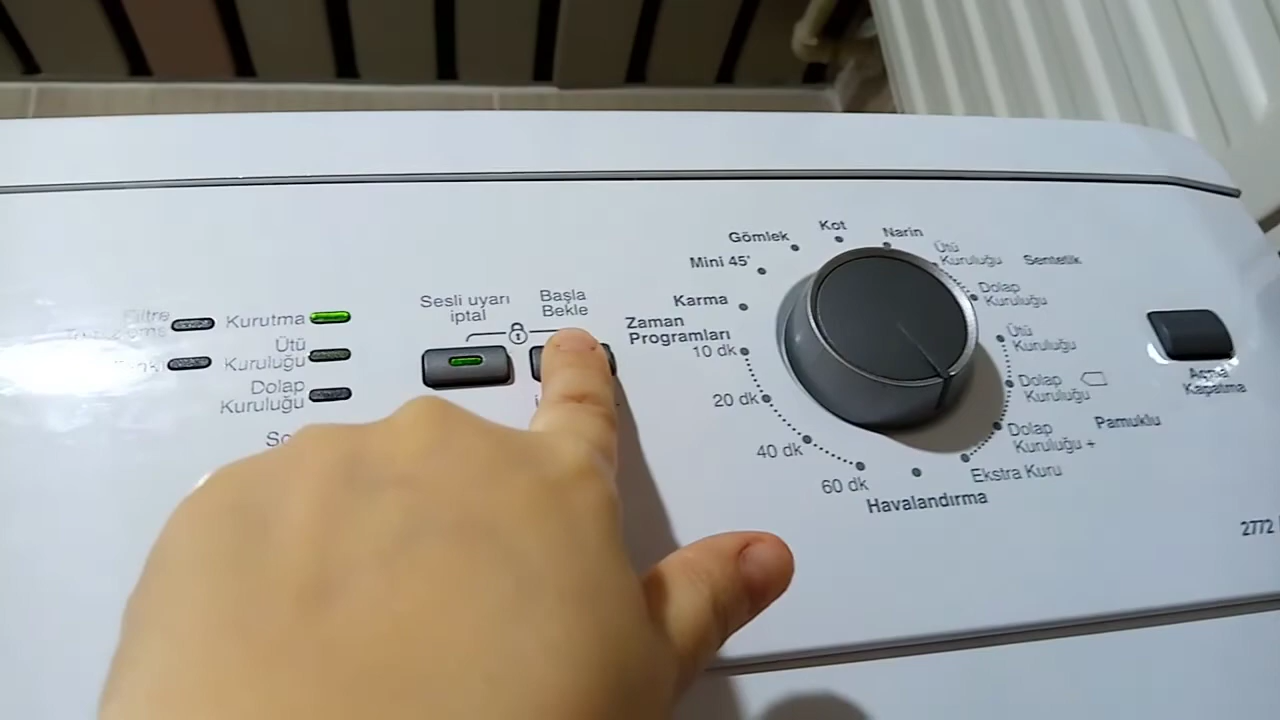 Filtre
Kurutma
Ütü
Kuruluğu
Dolap
Kuruluğu
So
Sesli uyarı
iptal
Başla
Bekle
Gömlek
Kot
Narin
Mini 45'
Karma
Zaman
Programları
10 dk
20 dk
40 dk
60 dk
Havalandırma
Ütü
Kuruluğu
Sentetik
Dolap
Kuruluğu
Ütü
Kuruluğu
Dolap
Kuruluğu
Pamuklu
Dolap
Kuruluğu +
Ekstra Kuru
Açma
Kapatma
2772